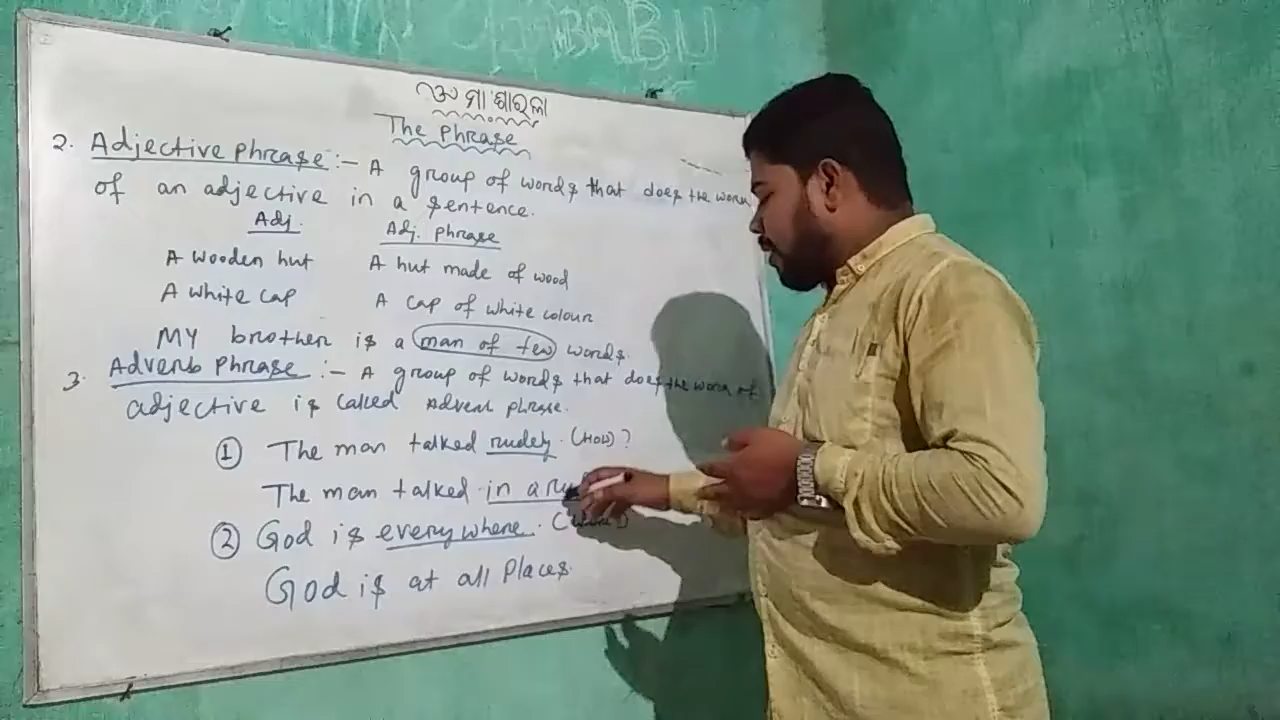 BABU
ଓଁ ମା ଶାରଳା
The Phrase
2. Adjective phrase :- A group of words that does the work
of an adjective in a sentence.
Adj. Adj. phrase
A wooden hut A hut made of wood
A white cap A cap of white colour
MY brother is a man of few words.
3. Adverb Phrase :- A group of words that does the work of
adjective is called Adverb phrase.
① The man talked rudely. (HOW)?
The man talked in a
② God is everywhere. (
God is at all Places.